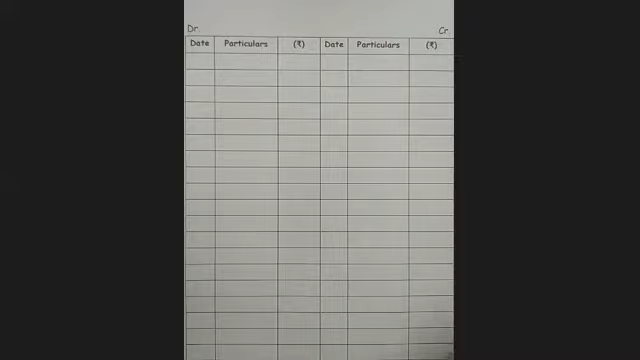 Dr. Cr.
Date Particulars (₹) Date Particulars (₹)